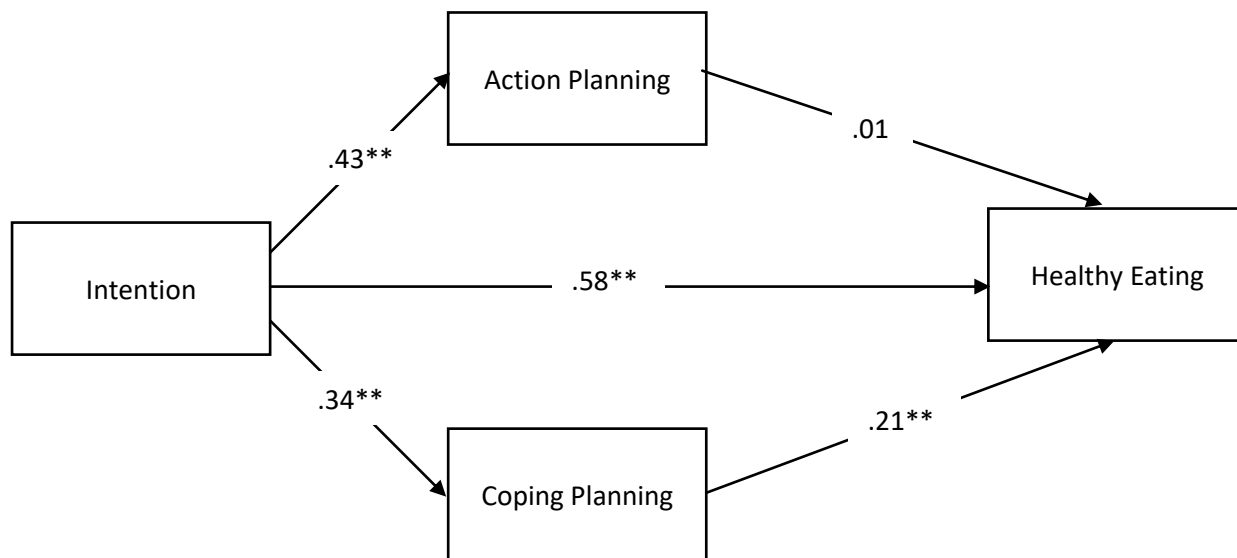 Action Planning
.01
.43**
Intention
.58**
Healthy Eating
.34**
.21**
Coping Planning